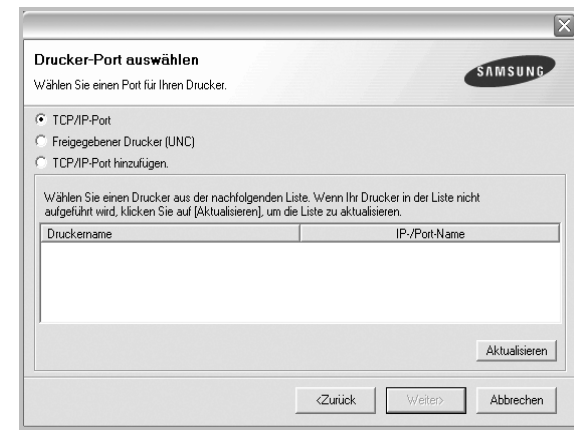 Drucker-Port auswählen
Wählen Sie einen Port für Ihren Drucker.
SAMSUNG
TCP/IP-Port
Freigegebener Drucker (UNC)
TCP/IP-Port hinzufügen.
Wählen Sie einen Drucker aus der nachfolgenden Liste. Wenn Ihr Drucker in der Liste nicht
aufgeführt wird, klicken Sie auf [Aktualisieren], um die Liste zu aktualisieren.
Druckername IP-/Port-Name
Aktualisieren
<Zurück Weiter> Abbrechen